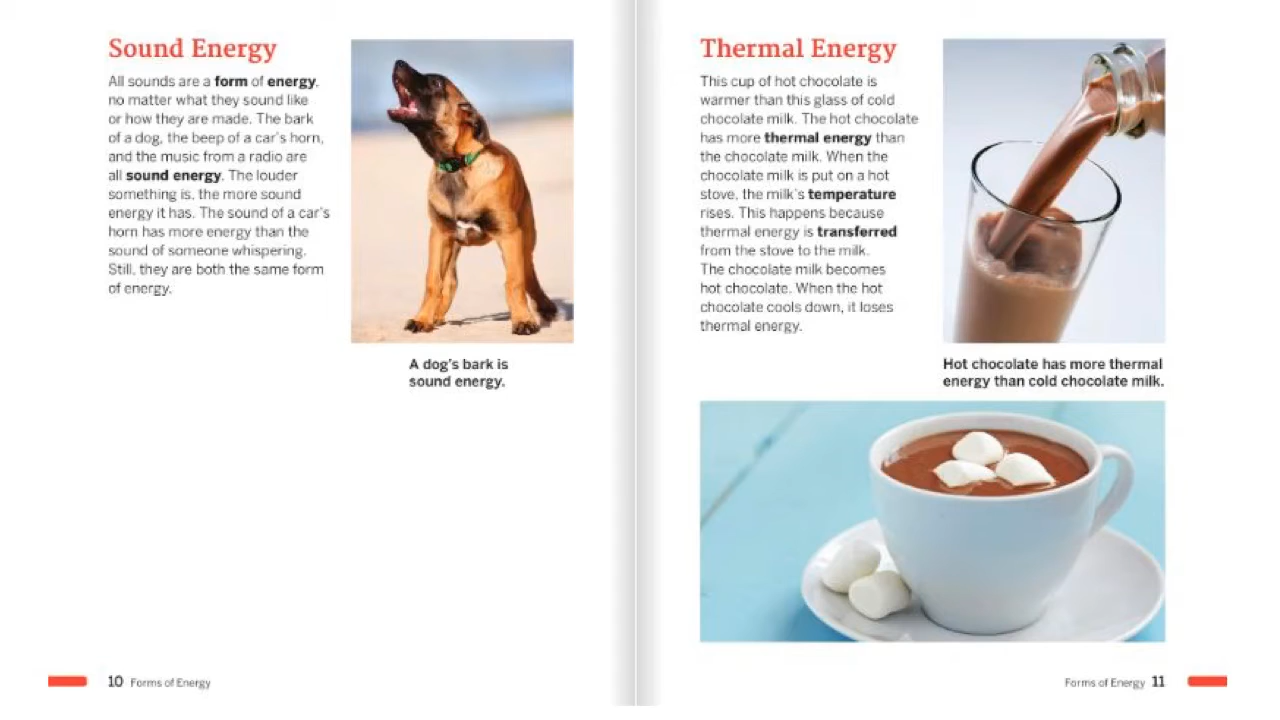 Sound Energy
All sounds are a form of energy,
no matter what they sound like
or how they are made. The bark
of a dog, the beep of a car's horn,
and the music from a radio are
all sound energy. The louder
something is, the more sound
energy it has. The sound of a car's
horn has more energy than the
sound of someone whispering.
Still, they are both the same form
of energy.
A dog's bark is
sound energy.
10 Forms of Energy
Thermal Energy
This cup of hot chocolate is
warmer than this glass of cold
chocolate milk. The hot chocolate
has more thermal energy than
the chocolate milk. When the
chocolate milk is put on a hot
stove, the milk's temperature
rises. This happens because
thermal energy is transferred
from the stove to the milk.
The chocolate milk becomes
hot chocolate. When the hot
chocolate cools down, it loses
thermal energy.
Hot chocolate has more thermal
energy than cold chocolate milk.
Forms of Energy 11